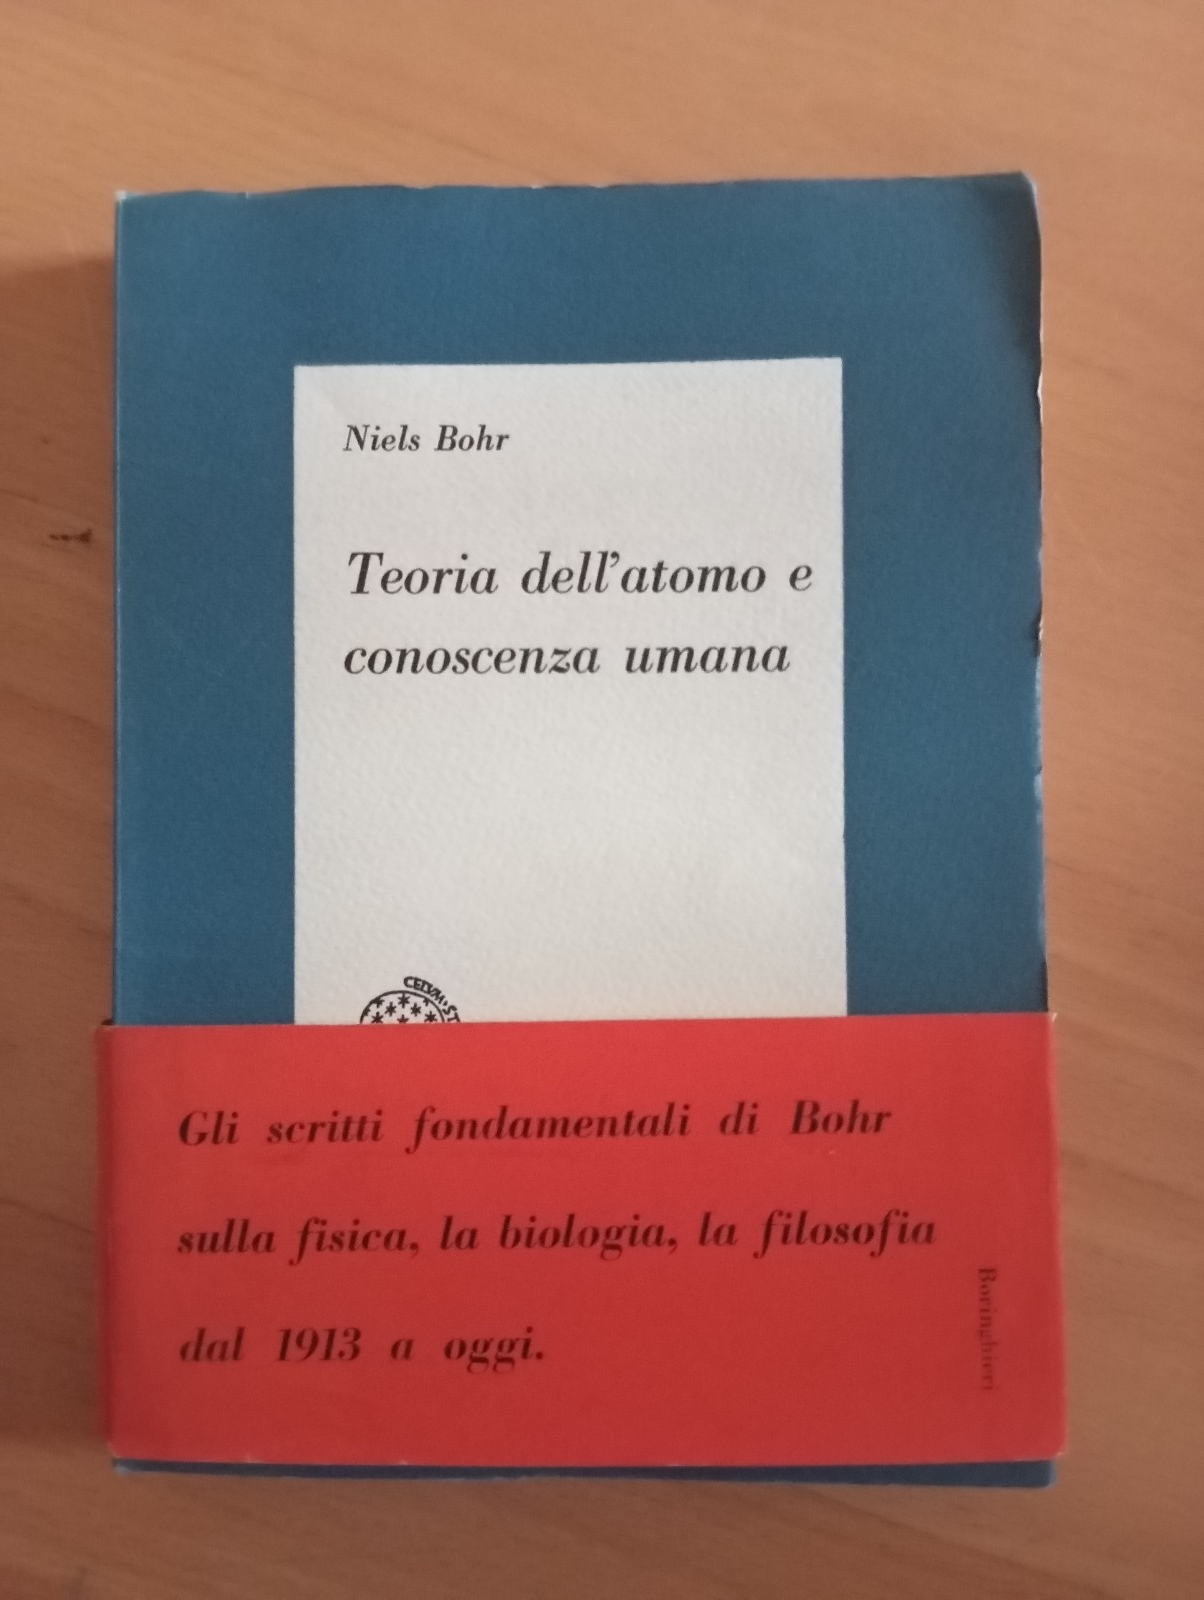 Niels Bohr
Teoria dell'atomo e
conoscenza umana
CELVM
Gli scritti fondamentali di Bohr
sulla fisica, la biologia, la filosofia
dal 1913 a oggi.
Boringhieri